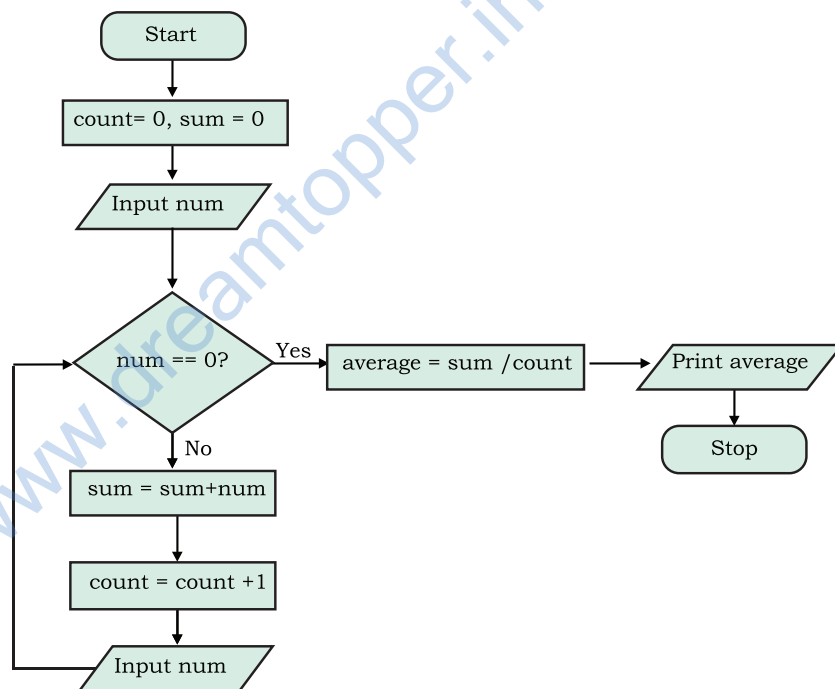 Start
count= 0, sum = 0
Input num
num == 0?
Yes
average = sum /count
Print average
Stop
No
sum = sum+num
count = count +1
Input num
www.dreamtopper.in